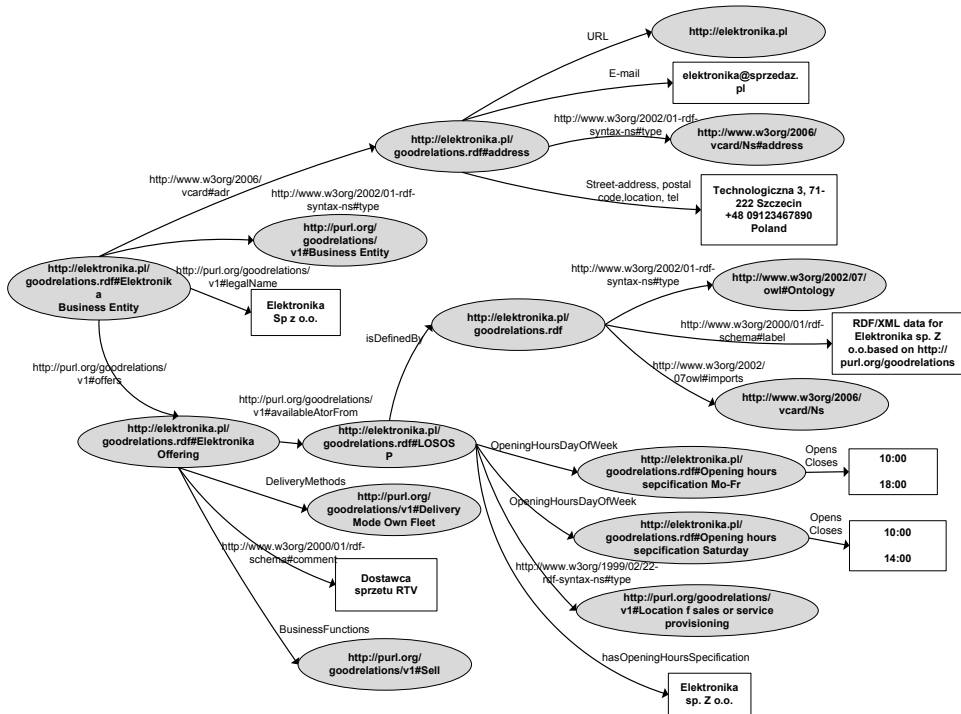 URL
http://elektronika.pl
E-mail
elektronika@sprzedaz.
pl
http://www.w3org/2002/01-rdf-
syntax-ns#type
http://www.w3org/2006/
vcard/Ns#address
http://elektronika.pl/
goodrelations.rdf#address
Street-address, postal
code,location, tel
Technologiczna 3, 71-
222 Szczecin
+48 09123467890
Poland
http://www.w3org/2006/
vcard#adr
http://www.w3org/2002/01-rdf-
syntax-ns#type
http://purl.org/
goodrelations/
v1#Business Entity
http://elektronika.pl/
goodrelations.rdf#Elektronik
a
Business Entity
http://purl.org/goodrelations/
v1#legalName
Elektronika
Sp z o.o.
http://www.w3org/2002/01-rdf-
syntax-ns#type
http://www.w3org/2002/07/
owl#Ontology
http://elektronika.pl/
goodrelations.rdf
http://www.w3org/2000/01/rdf-
schema#label
RDF/XML data for
Elektronika sp. Z
o.o.based on http://
purl.org/goodrelations
isDefinedBy
http://www.w3org/2002/
07owl#imports
http://www.w3org/2006/
vcard/Ns
http://purl.org/goodrelations/
v1#offers
http://purl.org/goodrelations/
v1#availableAtorFrom
http://elektronika.pl/
goodrelations.rdf#Elektronika
Offering
http://elektronika.pl/
goodrelations.rdf#LOSOS
P
OpeningHoursDayOfWeek
http://elektronika.pl/
goodrelations.rdf#Opening hours
sepcification Mo-Fr
Opens
Closes
10:00
18:00
DeliveryMethods
http://purl.org/
goodrelations/v1#Delivery
Mode Own Fleet
OpeningHoursDayOfWeek
http://elektronika.pl/
goodrelations.rdf#Opening hours
sepcification Saturday
Opens
Closes
10:00
14:00
http://www.w3org/2000/01/rdf-
schema#comment
Dostawca
sprzetu RTV
http://www.w3org/1999/02/22-
rdf-syntax-ns#type
http://purl.org/goodrelations/
v1#Location f sales or service
provisioning
BusinessFunctions
http://purl.org/
goodrelations/v1#Sell
hasOpeningHoursSpecification
Elektronika
sp. Z o.o.